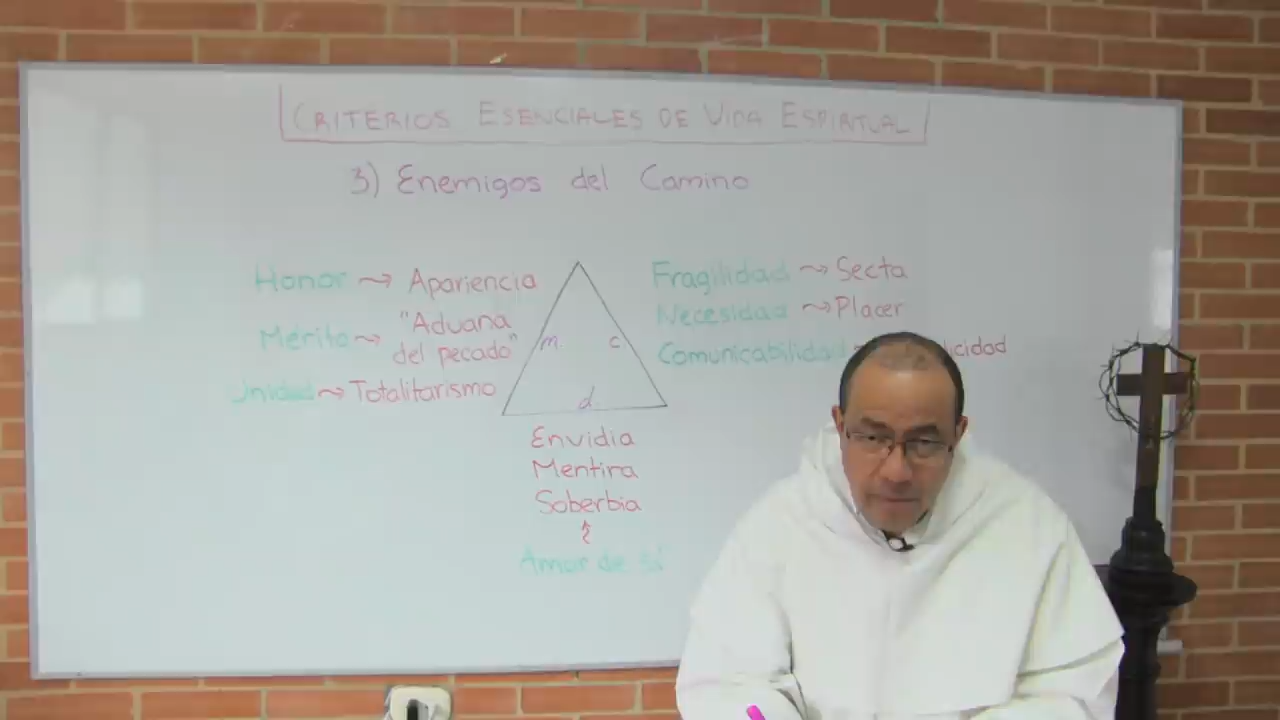 CRITERIOS ESENCIALES DE VIDA ESPIRITUAL
3) Enemigos del Camino
Honor → Apariencia
Mérito → "Aduana
del pecado"
Unidad → Totalitarismo
m
c
d
Fragilidad → Secta
Necesidad → Placer
Comunicabilidad
Envidia
Mentira
Soberbia
Amor de sí